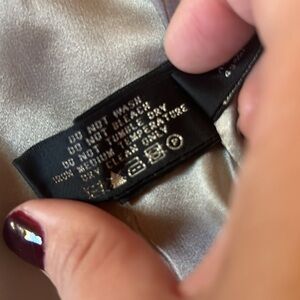 DO NOT WASH
DO NOT BLEACH
DO NOT TUMBLE DRY
IRON MEDIUM TEMPERATURE
DRY CLEAN ONLY